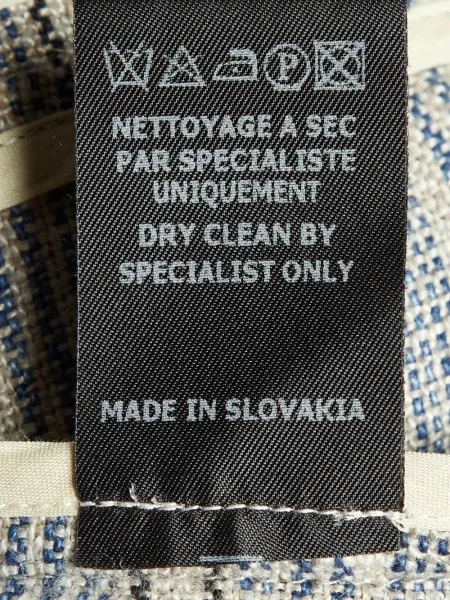 P
NETTOYAGE A SEC
PAR SPECIALISTE
UNIQUEMENT
DRY CLEAN BY
SPECIALIST ONLY
MADE IN SLOVAKIA